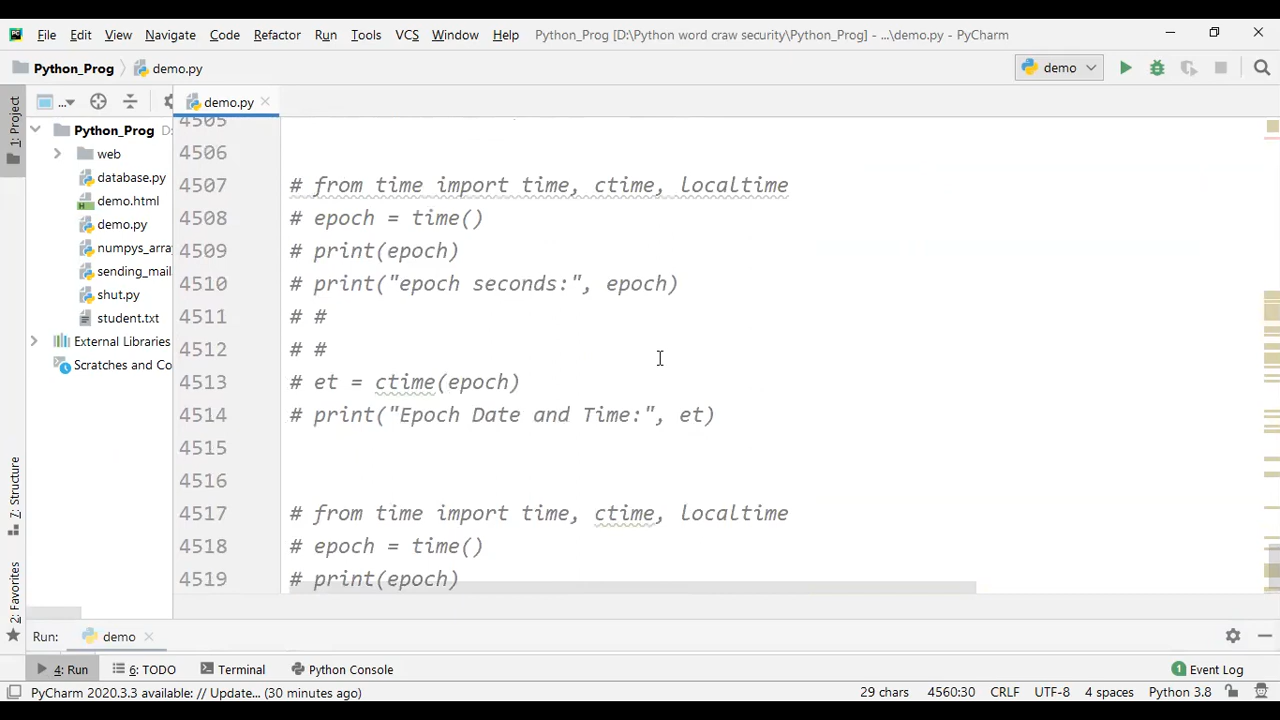 File Edit View Navigate Code Refactor Run Tools VCS Window Help Python_Prog [D:\Python word craw security\Python_Prog] - ...\demo.py - PyCharm
Python_Prog demo.py demo
... demo.py
1: Project
Python_Prog D:
web
database.py
demo.html
demo.py
numpys_array
sending_mail
shut.py
student.txt
External Libraries
Scratches and Co
7: Structure
2: Favorites
4505
4506
4507 # from time import time, ctime, localtime
4508 # epoch = time()
4509 # print(epoch)
4510 # print("epoch seconds:", epoch)
4511 # #
4512 # #
4513 # et = ctime(epoch)
4514 # print("Epoch Date and Time:", et)
4515
4516
4517 # from time import time, ctime, localtime
4518 # epoch = time()
4519 # print(epoch)
Run: demo
4: Run 6: TODO Terminal Python Console 1 Event Log
PyCharm 2020.3.3 available: // Update... (30 minutes ago) 29 chars 4560:30 CRLF UTF-8 4 spaces Python 3.8